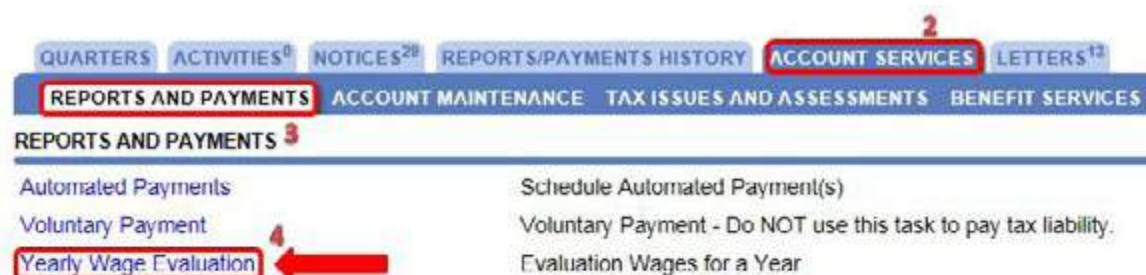 2
QUARTERS ACTIVITIES⁰ NOTICES²⁹ REPORTS/PAYMENTS HISTORY ACCOUNT SERVICES LETTERS¹³
REPORTS AND PAYMENTS ACCOUNT MAINTENANCE TAX ISSUES AND ASSESSMENTS BENEFIT SERVICES
REPORTS AND PAYMENTS 3
Automated Payments Schedule Automated Payment(s)
Voluntary Payment Voluntary Payment - Do NOT use this task to pay tax liability.
4
Yearly Wage Evaluation Evaluation Wages for a Year